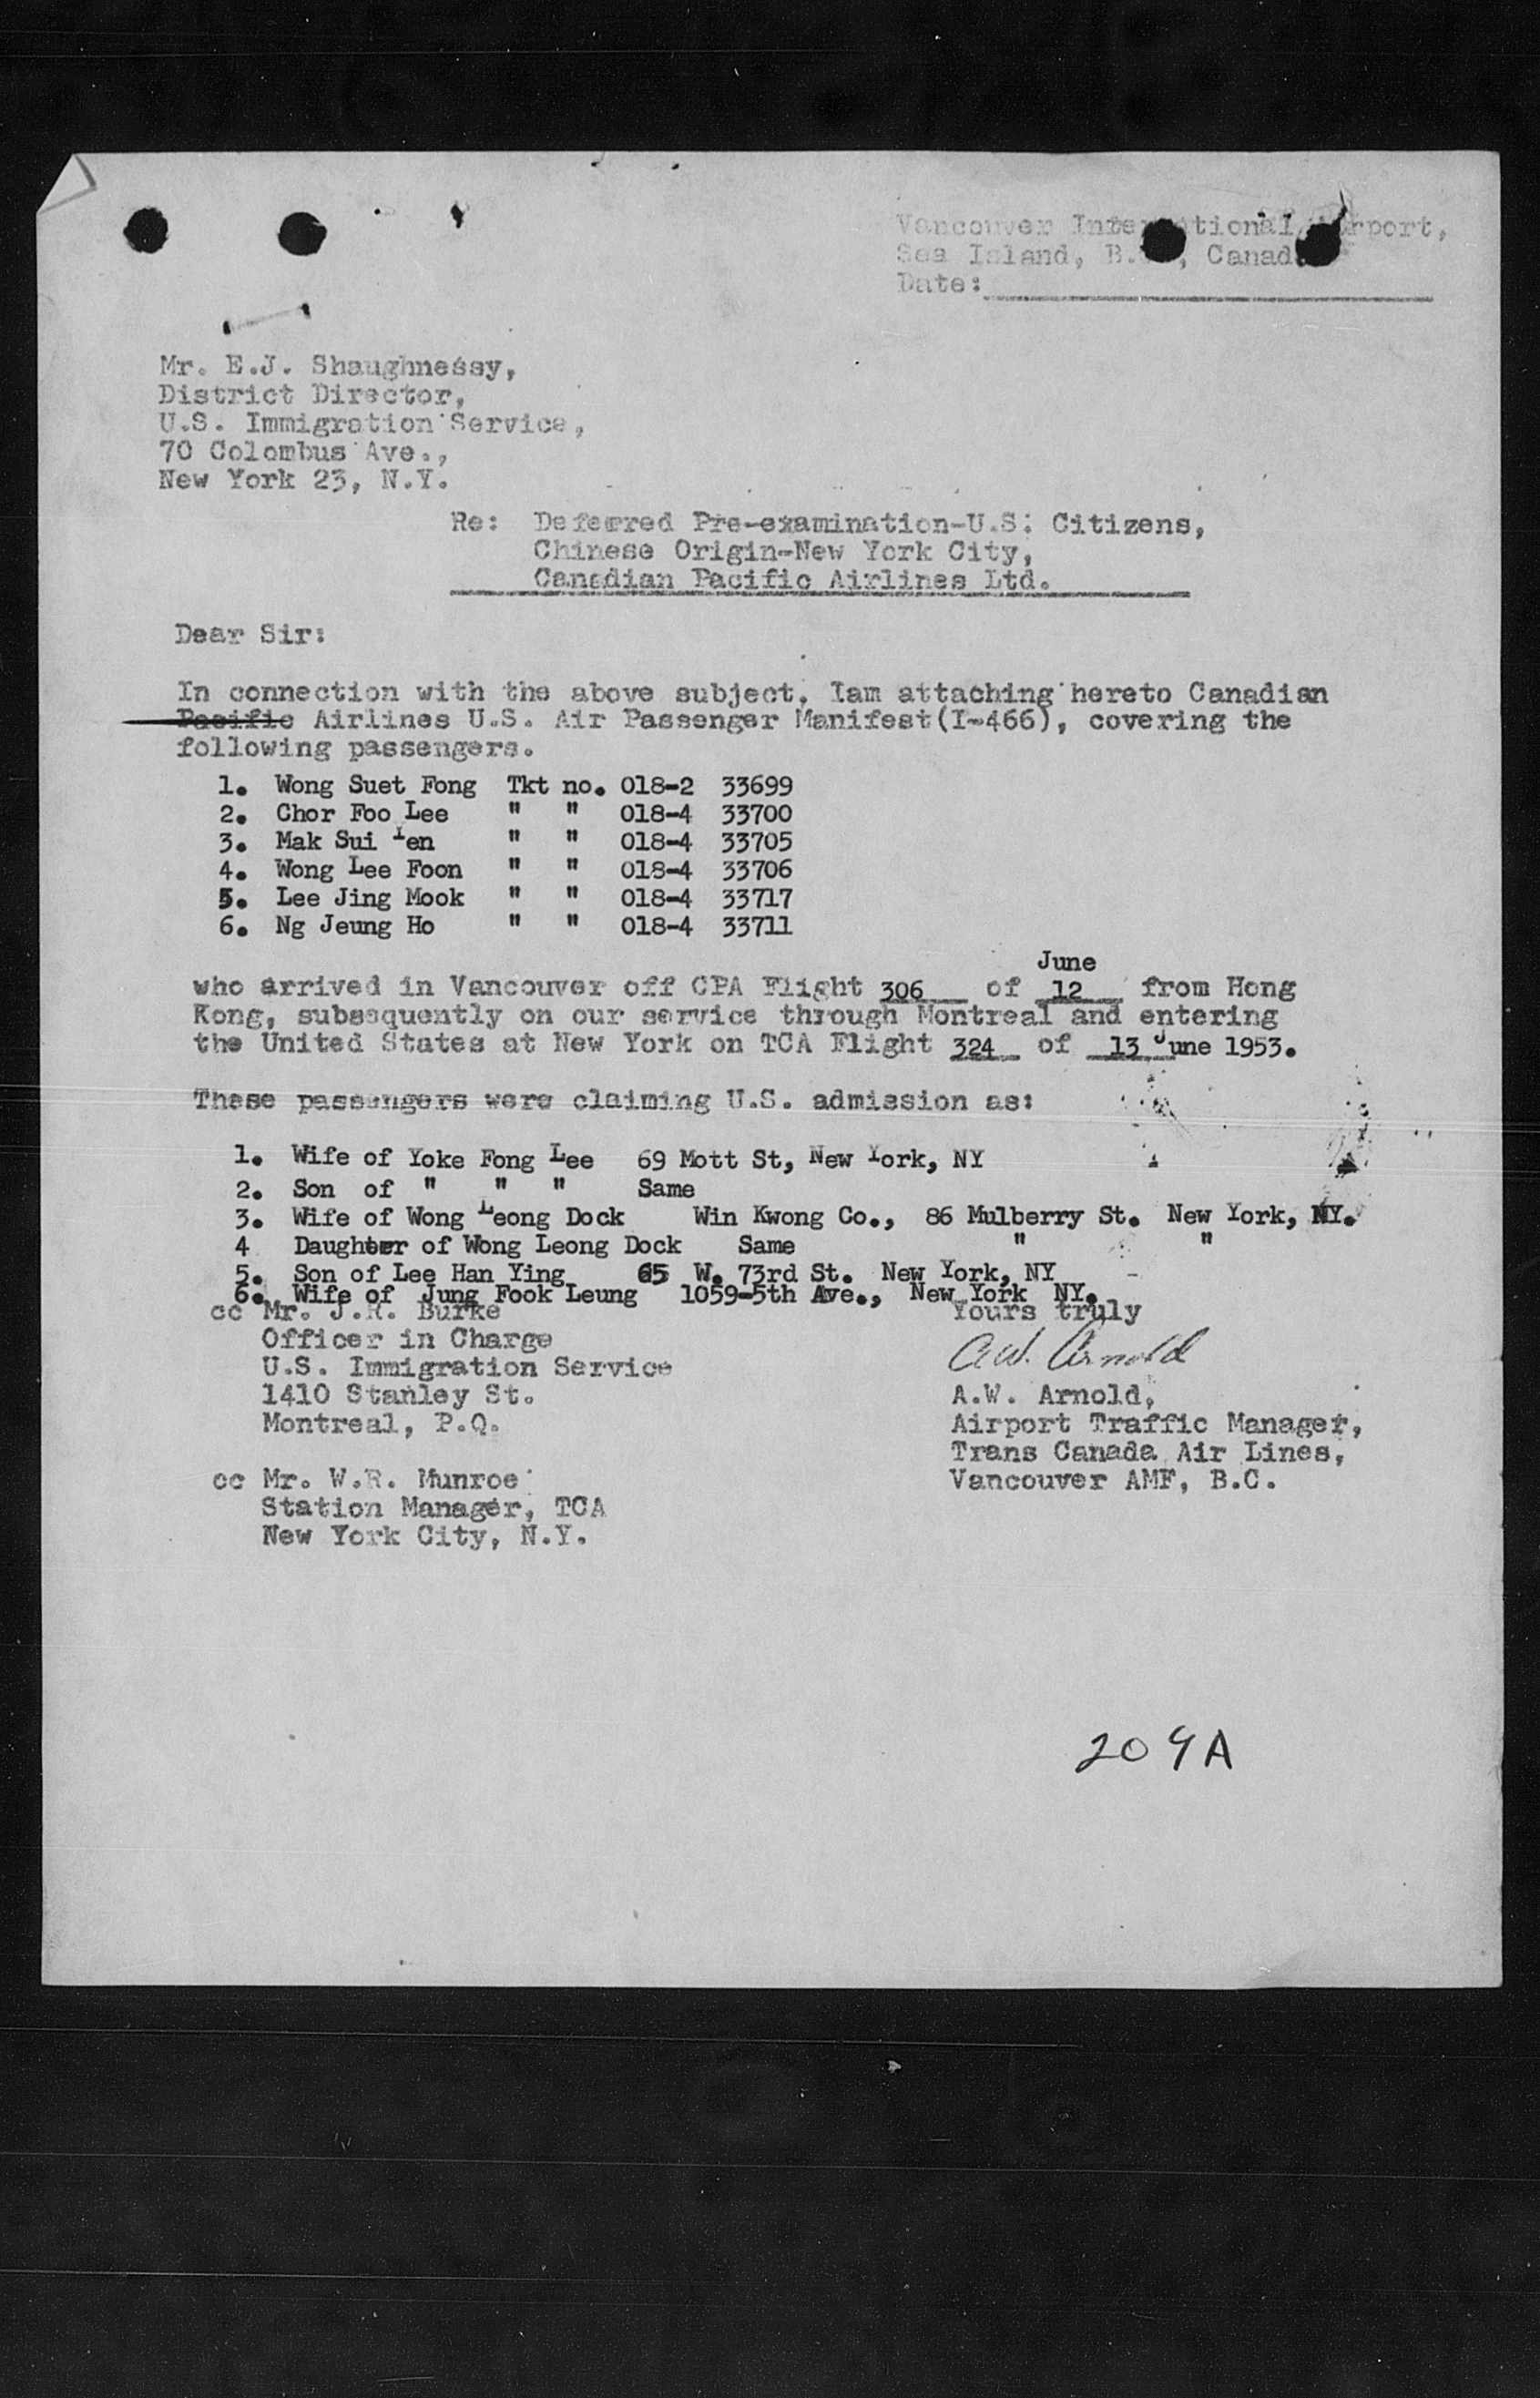 Vancouver International Airport,
Sea Island, B.C., Canada
Date:
Mr. E.J. Shaughnessy,
District Director,
U.S. Immigration Service,
70 Colombus Ave.,
New York 23, N.Y.
Re: Deferred Pre-examination-U.S. Citizens,
Chinese Origin-New York City,
Canadian Pacific Airlines Ltd.
Dear Sir:
In connection with the above subject, Iam attaching hereto Canadian
Pacific Airlines U.S. Air Passenger Manifest(I-466), covering the
following passengers.
1. Wong Suet Fong Tkt no. 018-2 33699
2. Chor Foo Lee " " 018-4 33700
3. Mak Sui Yen " " 018-4 33705
4. Wong Lee Foon " " 018-4 33706
5. Lee Jing Mook " " 018-4 33717
6. Ng Jeung Ho " " 018-4 33711
June
who arrived in Vancouver off CPA Flight 306 of 12 from Hong
Kong, subsequently on our service through Montreal and entering
the United States at New York on TCA Flight 324 of 13 June 1953.
These passengers were claiming U.S. admission as:
1. Wife of Yoke Fong Lee 69 Mott St, New York, NY
2. Son of " " " Same
3. Wife of Wong Leong Dock Win Kwong Co., 86 Mulberry St. New York, NY.
4 Daughter of Wong Leong Dock Same " "
5. Son of Lee Han Ying 65 W. 73rd St. New York, NY
6. Wife of Jung Fook Leung 1059-5th Ave., New York NY.
cc Mr. J.R. Burke
Officer in Charge
U.S. Immigration Service
1410 Stanley St.
Montreal, P.Q.
cc Mr. W.R. Munroe
Station Manager, TCA
New York City, N.Y.
Yours truly
A.W. Arnold
A.W. Arnold,
Airport Traffic Manager,
Trans Canada Air Lines,
Vancouver AMF, B.C.
209A